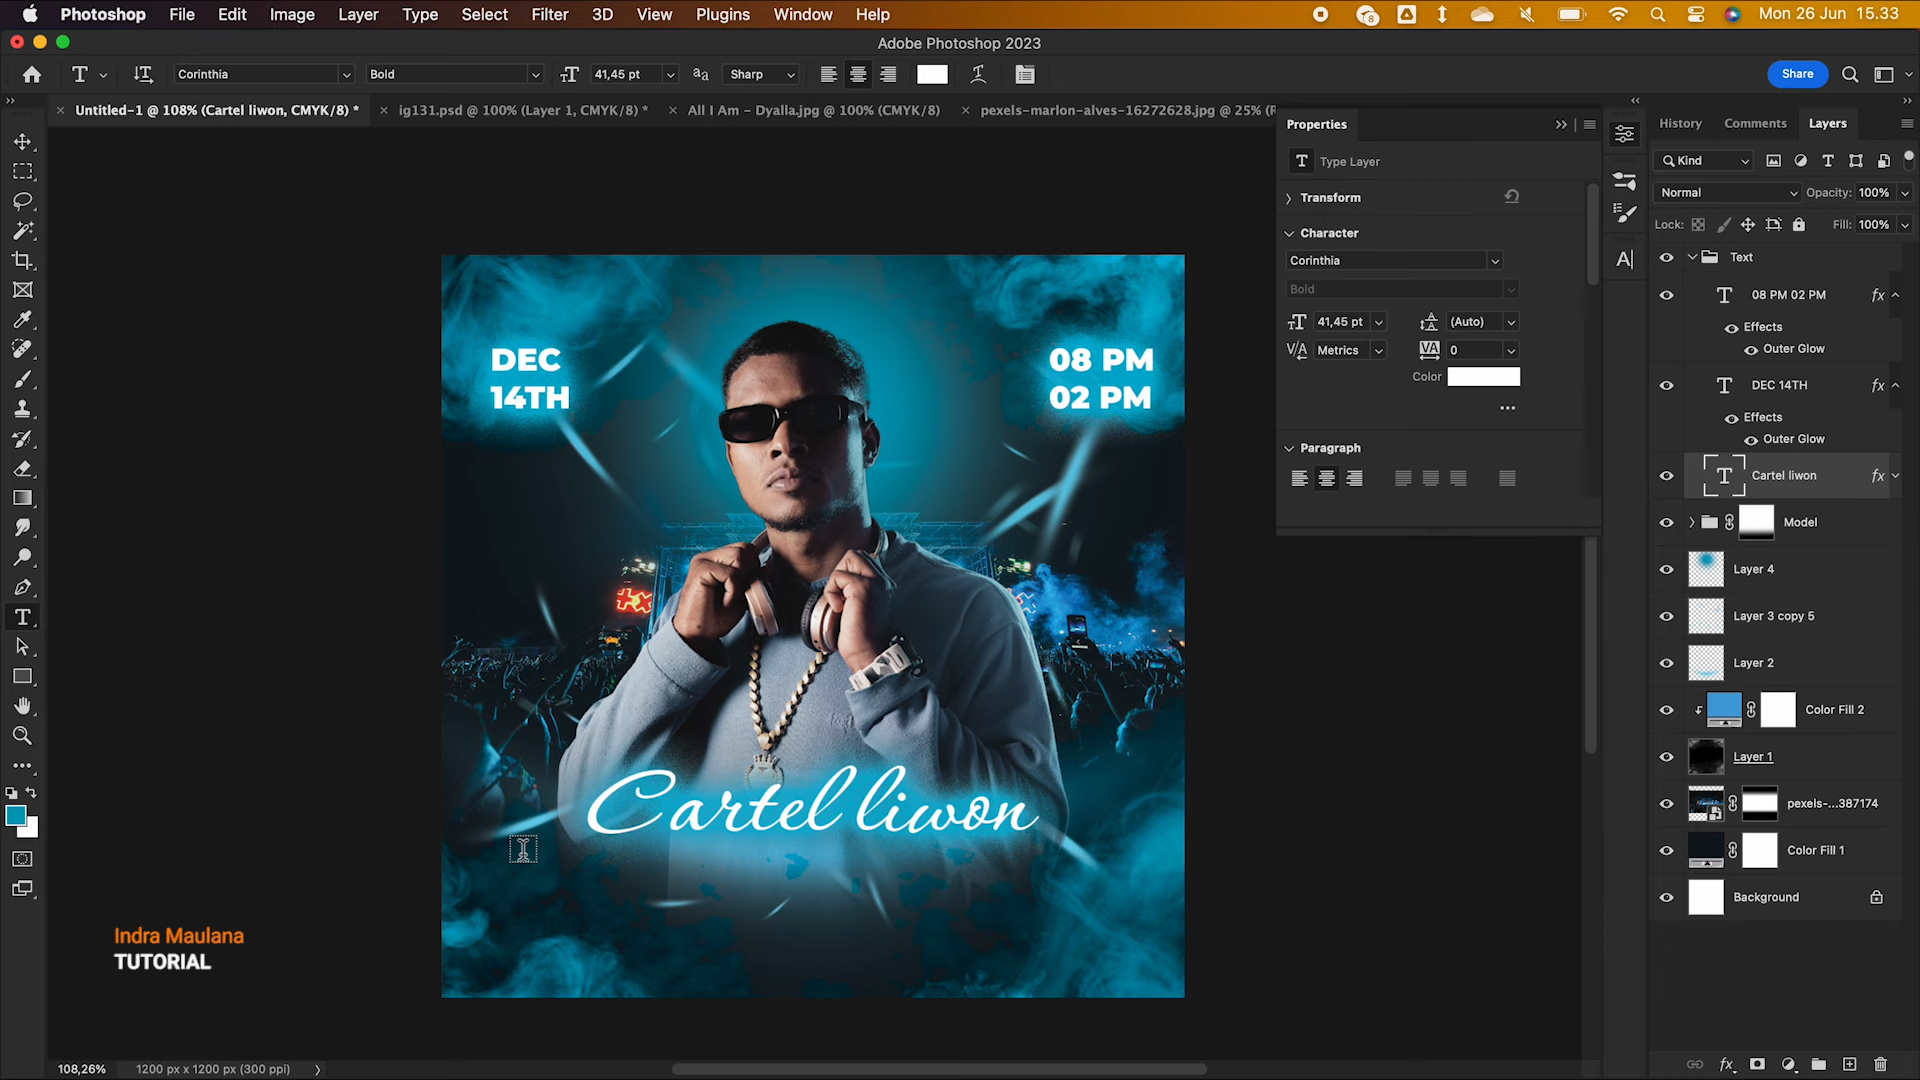 Photoshop File Edit Image Layer Type Select Filter 3D View Plugins Window Help 8 Mon 26 Jun 15.33
Adobe Photoshop 2023
T Corinthia Bold 41,45 pt aa Sharp Share
Untitled-1 @ 108% (Cartel liwon, CMYK/8) * ig131.psd @ 100% (Layer 1, CMYK/8) * All I Am – Dyalla.jpg @ 100% (CMYK/8) pexels-marlon-alves-16272628.jpg @ 25% (R
Properties
Type Layer
Transform
Character
Corinthia
Bold
41,45 pt (Auto)
Metrics 0
Color
Paragraph
History Comments Layers
Kind
Normal Opacity: 100%
Lock: Fill: 100%
Text
08 PM 02 PM fx
Effects
Outer Glow
DEC 14TH fx
Effects
Outer Glow
Cartel liwon fx
Model
Layer 4
Layer 3 copy 5
Layer 2
Color Fill 2
Layer 1
pexels-...387174
Color Fill 1
Background
DEC
14TH
08 PM
02 PM
Cartel liwon
Indra Maulana
TUTORIAL
108,26% 1200 px x 1200 px (300 ppi)
fx